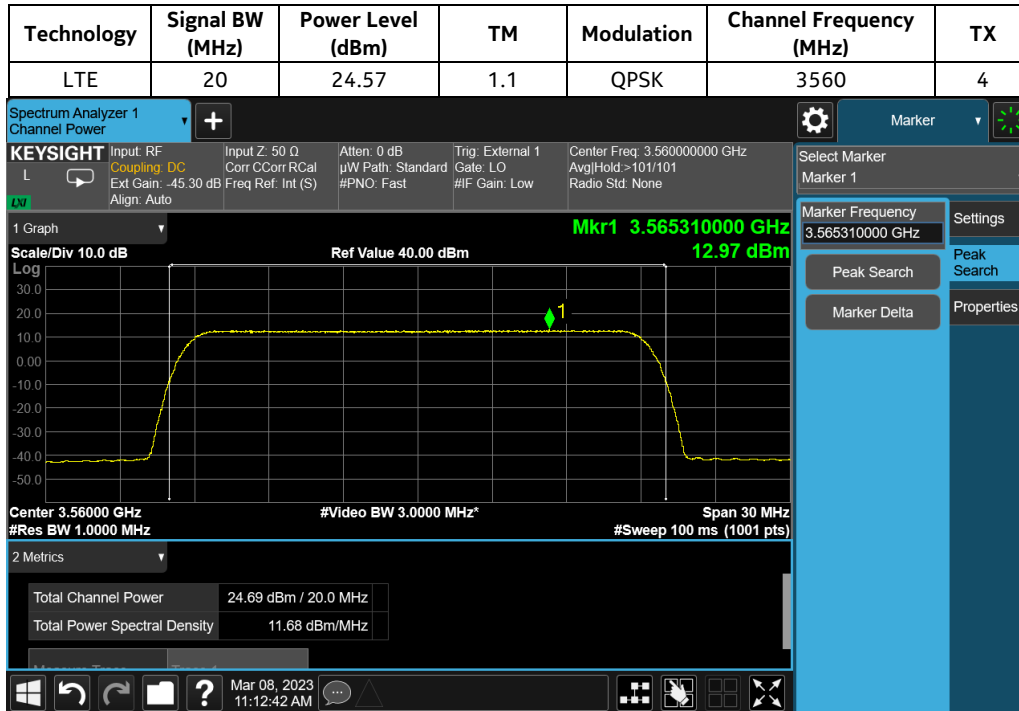 Technology Signal BW (MHz) Power Level (dBm) TM Modulation Channel Frequency (MHz) TX
LTE 20 24.57 1.1 QPSK 3560 4
Spectrum Analyzer 1
Channel Power
+
Marker
KEYSIGHT Input: RF Input Z: 50 Ω Atten: 0 dB Trig: External 1 Center Freq: 3.560000000 GHz
L Coupling: DC Corr CCorr RCal µW Path: Standard Gate: LO Avg|Hold:>101/101
Ext Gain: -45.30 dB Freq Ref: Int (S) #PNO: Fast #IF Gain: Low Radio Std: None
LXI Align: Auto
Select Marker
Marker 1
1 Graph
Mkr1 3.565310000 GHz
Scale/Div 10.0 dB Ref Value 40.00 dBm 12.97 dBm
Log
30.0
20.0
10.0
0.00
-10.0
-20.0
-30.0
-40.0
-50.0
1
Center 3.56000 GHz #Video BW 3.0000 MHz* Span 30 MHz
#Res BW 1.0000 MHz #Sweep 100 ms (1001 pts)
Marker Frequency
3.565310000 GHz
Peak Search
Marker Delta
Settings
Peak
Search
Properties
2 Metrics
Total Channel Power 24.69 dBm / 20.0 MHz
Total Power Spectral Density 11.68 dBm/MHz
?
Mar 08, 2023
11:12:42 AM